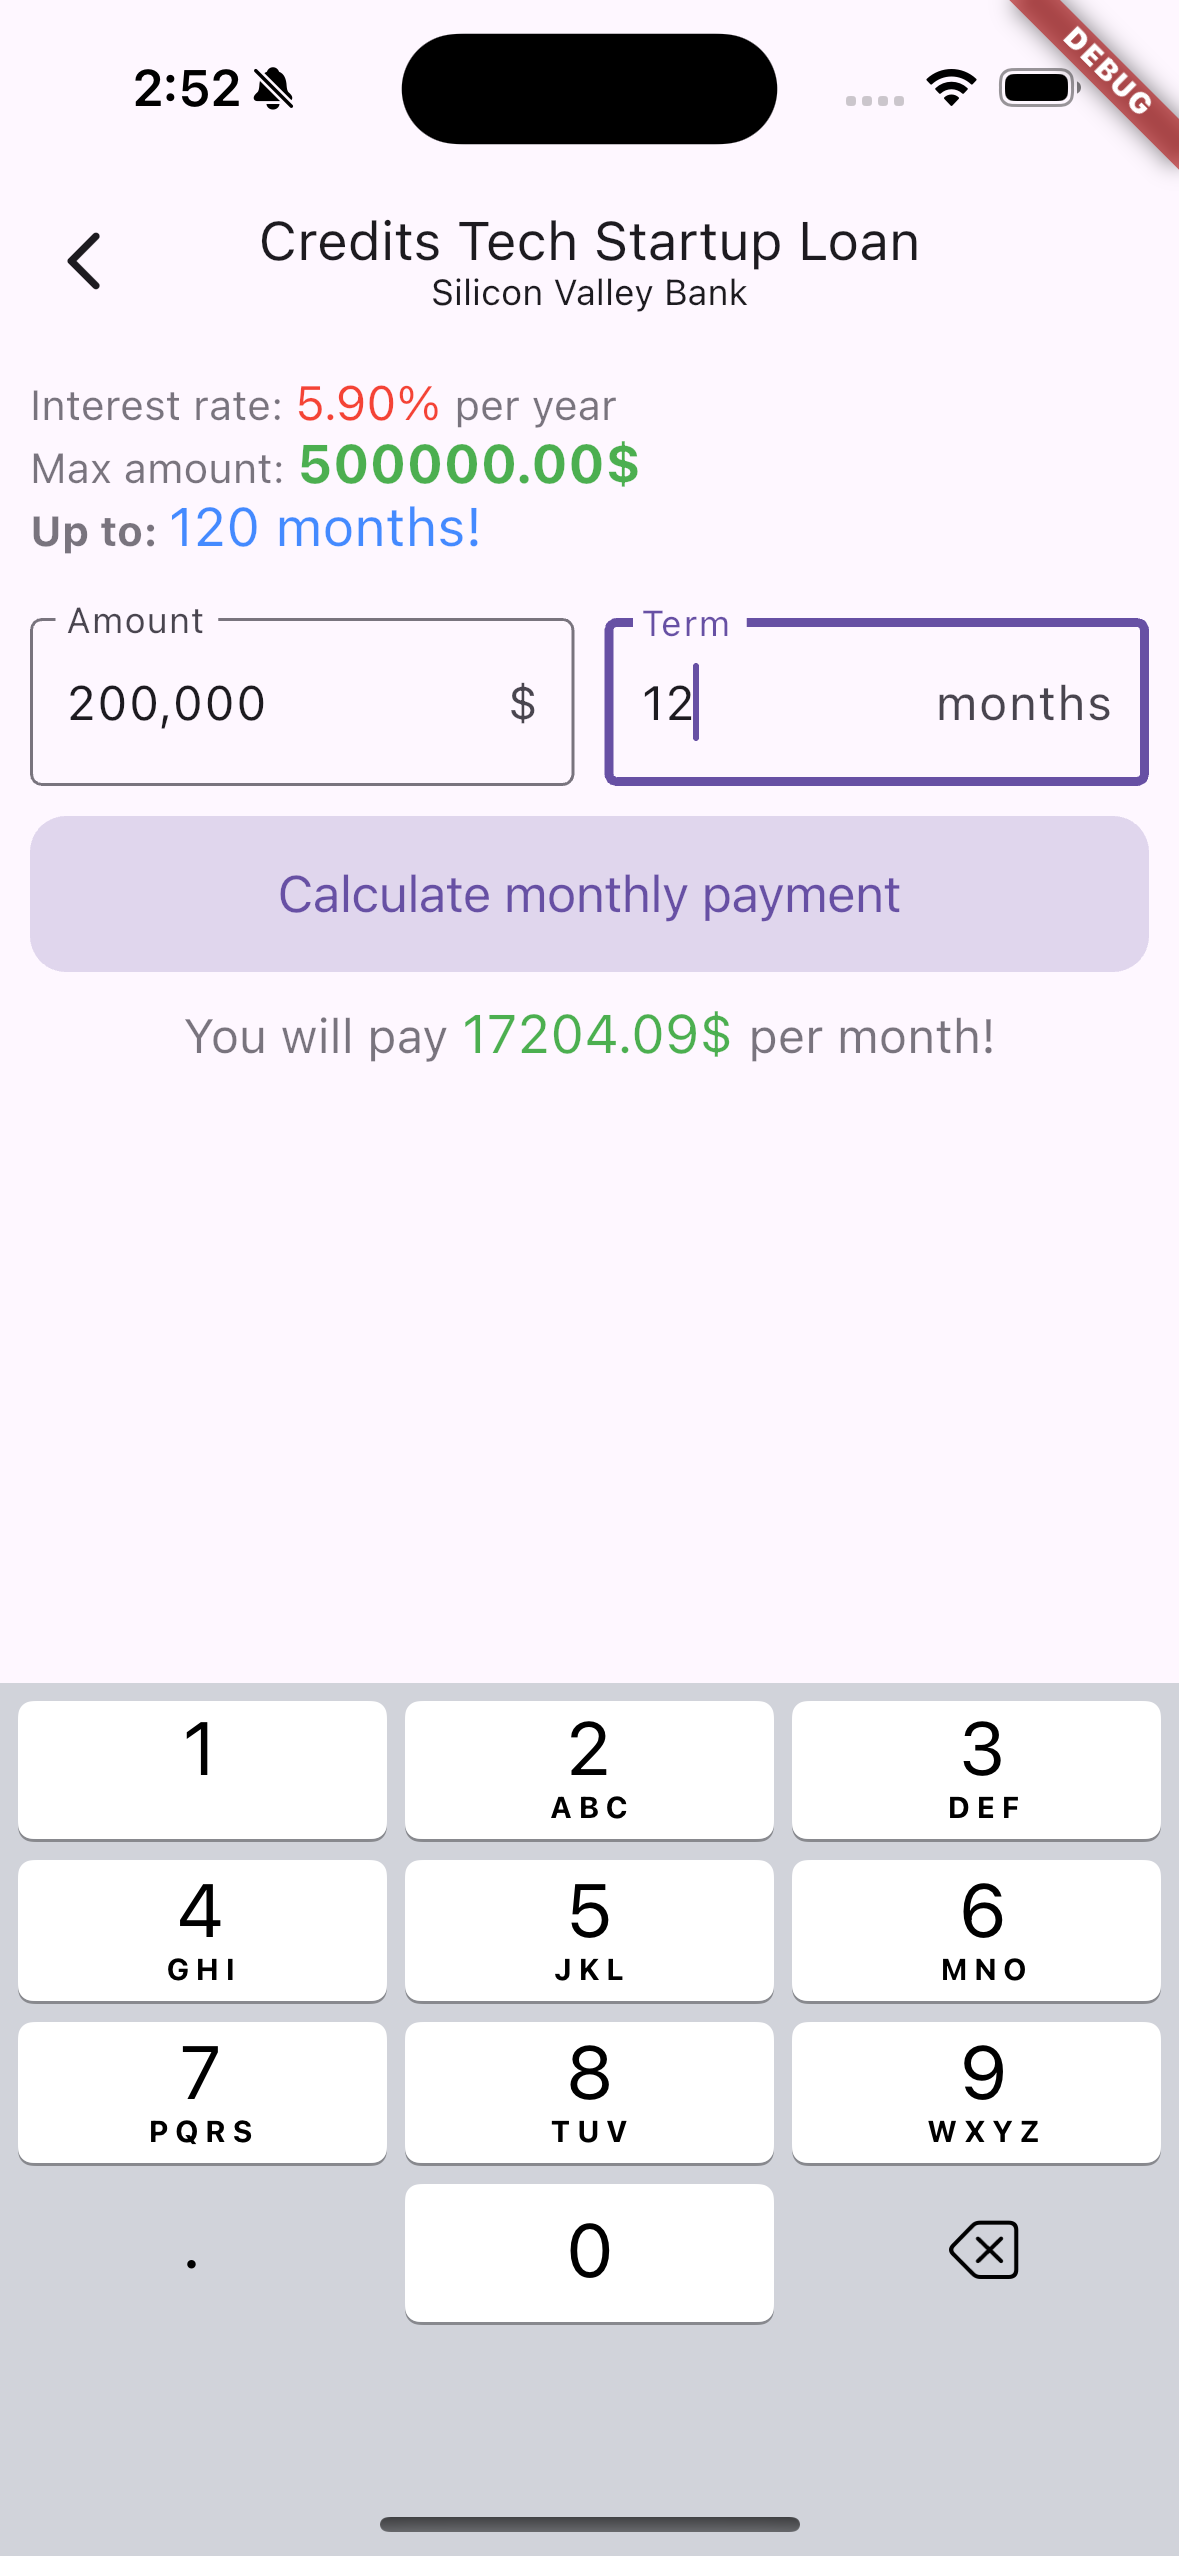 2:52
DEBUG
Credits Tech Startup Loan
Silicon Valley Bank
Interest rate: 5.90% per year
Max amount: 500000.00$
Up to: 120 months!
Amount
200,000 $
Term
12 months
Calculate monthly payment
You will pay 17204.09$ per month!
1
2
ABC
3
DEF
4
GHI
5
JKL
6
MNO
7
PQRS
8
TUV
9
WXYZ
.
0